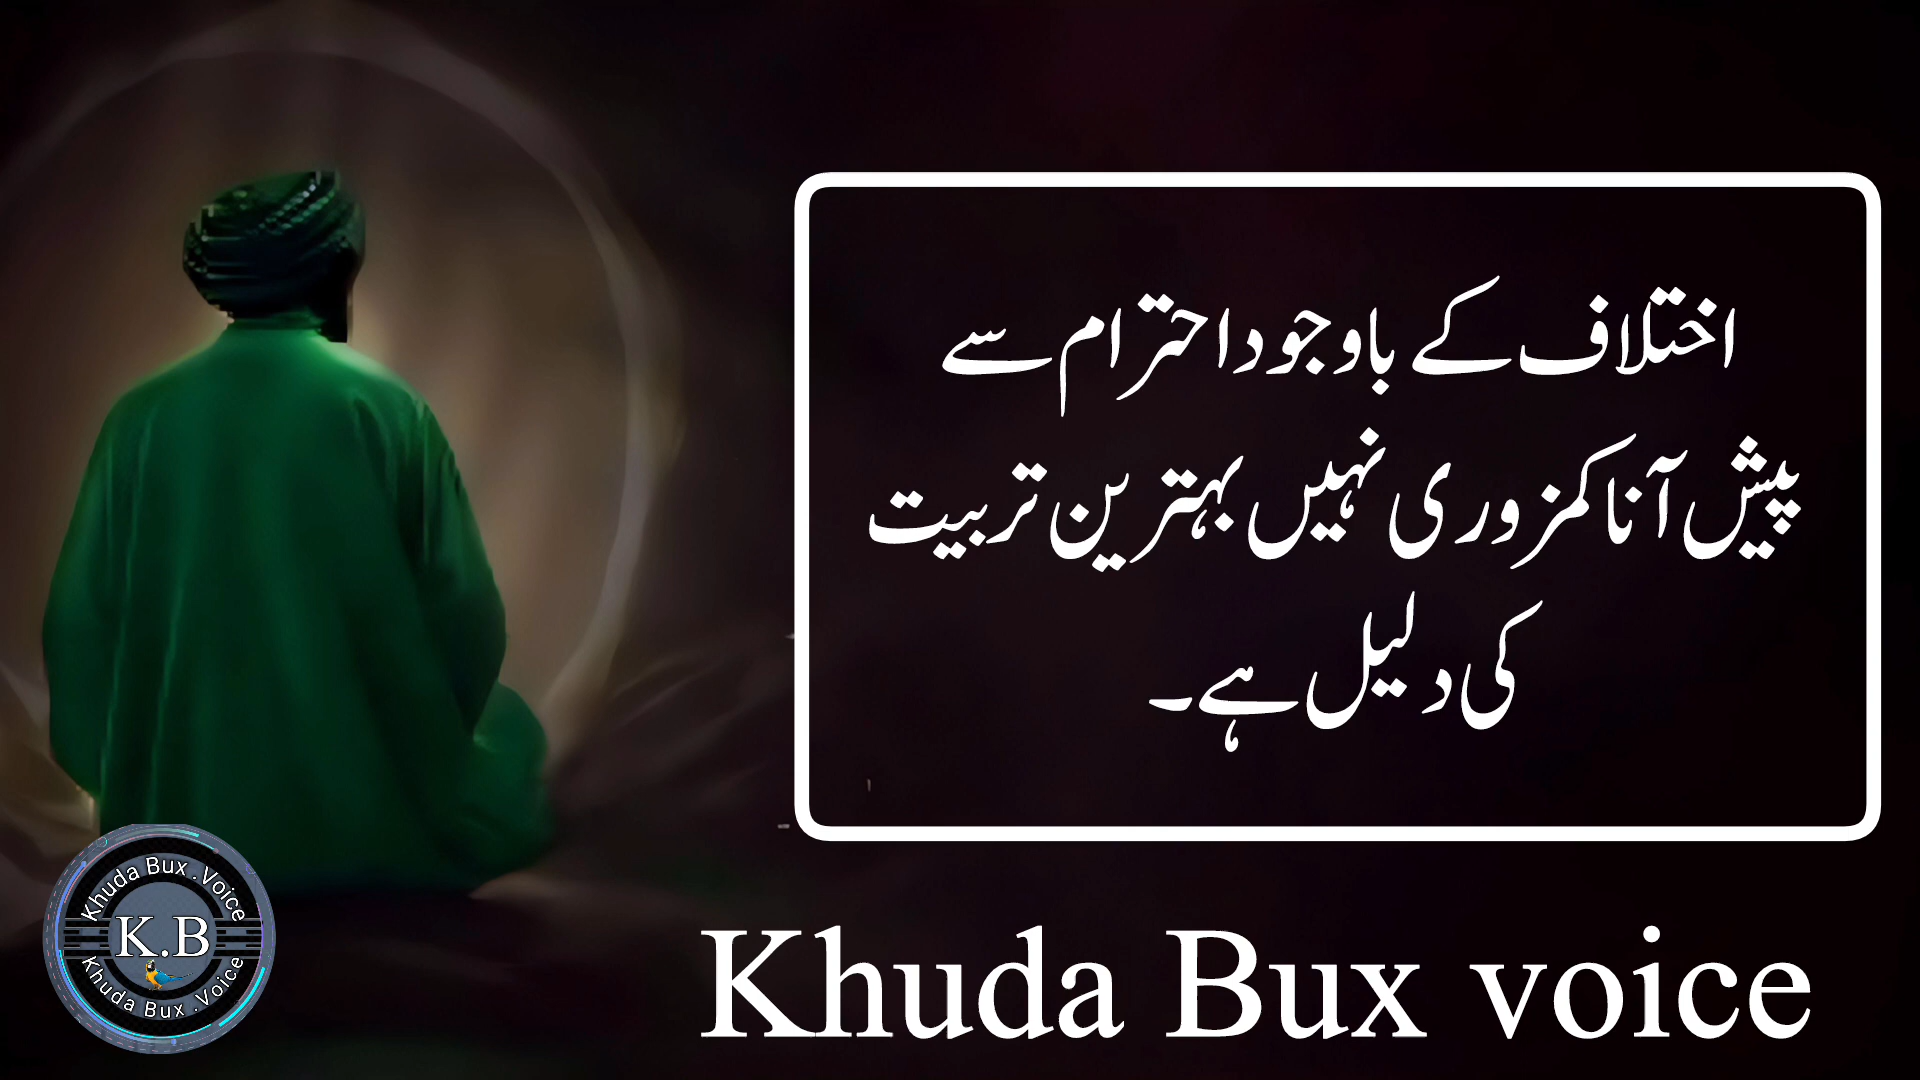 اختلاف کے باوجود احترام سے
پیش آنا کمزوری نہیں بہترین تربیت
کی دلیل ہے۔
Khuda Bux . Voice
K.B
Khuda Bux . Voice
Khuda Bux voice